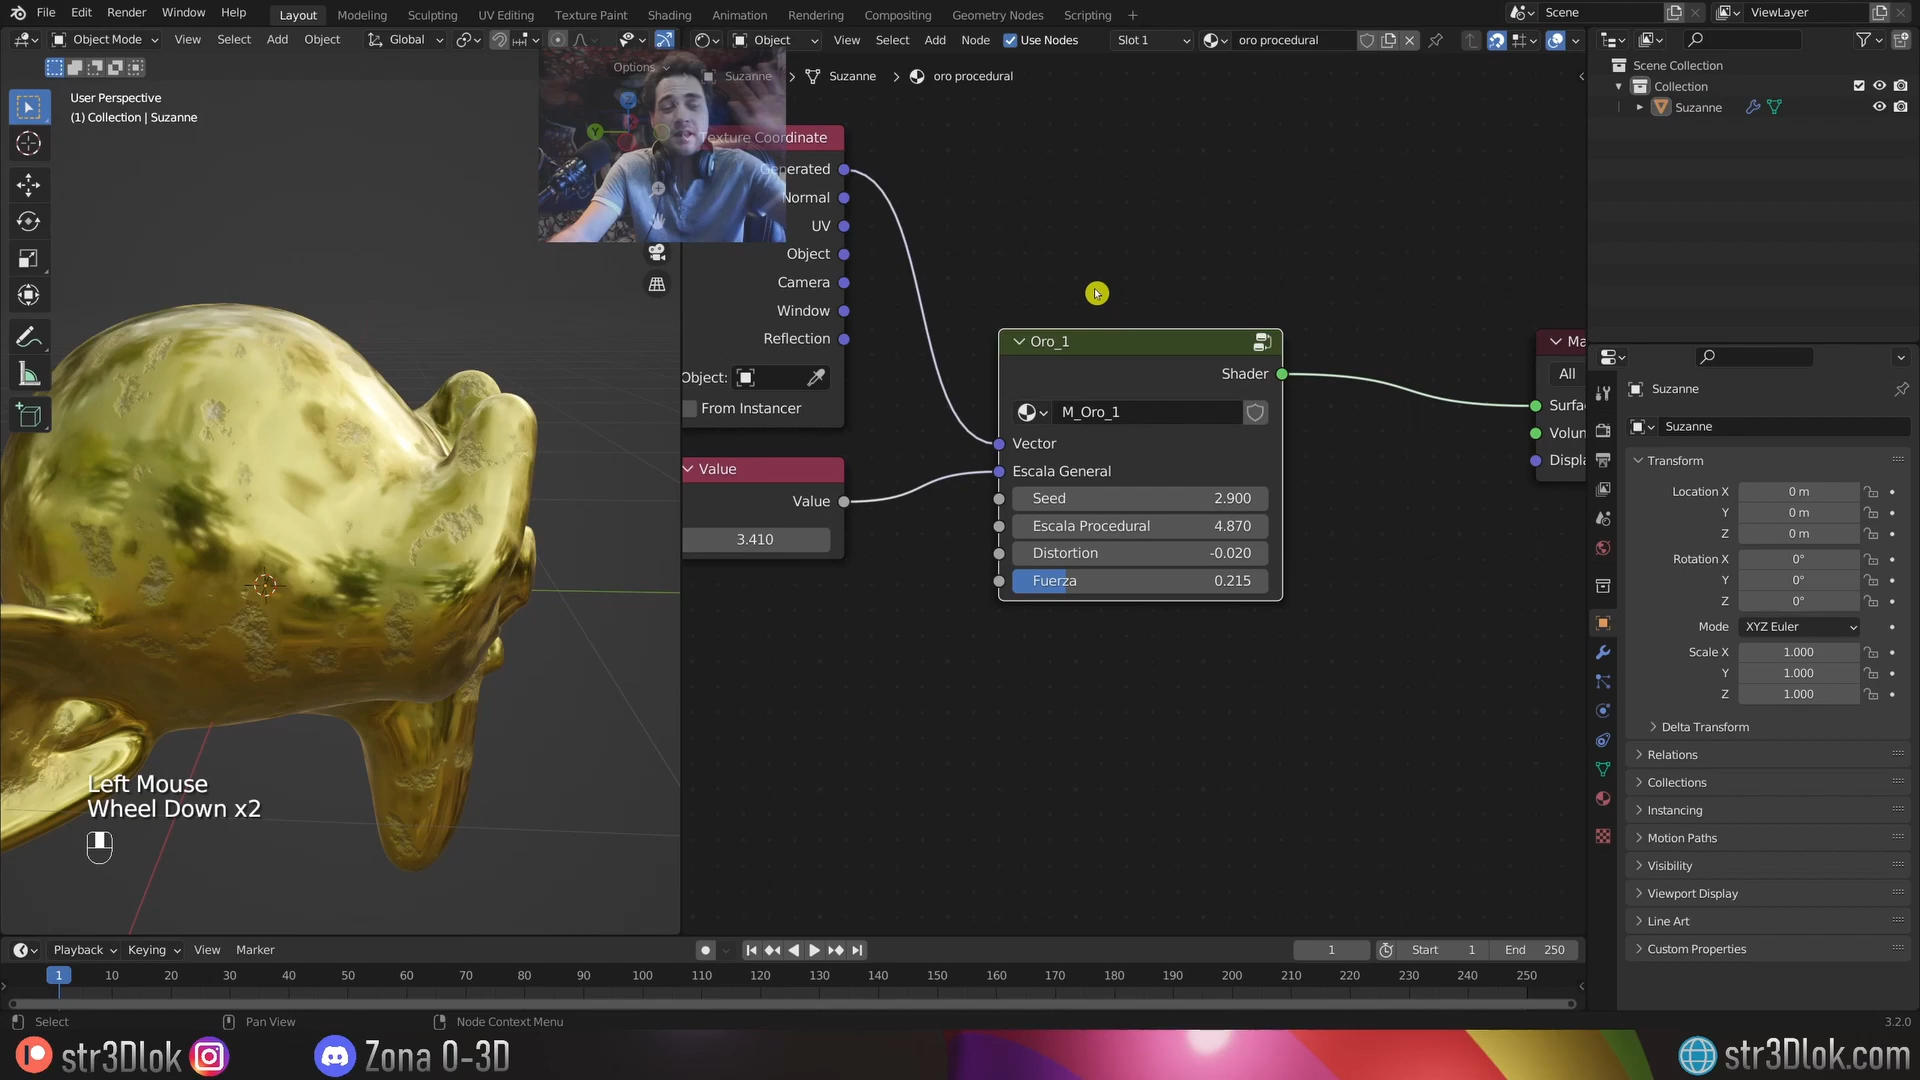 File Edit Render Window Help Layout Modeling Sculpting UV Editing Texture Paint Shading Animation Rendering Compositing Geometry Nodes Scripting + Scene ViewLayer
Object Mode View Select Add Object Global Object View Select Add Node Use Nodes Slot 1 oro procedural
Options
Suzanne > Suzanne > oro procedural
User Perspective
(1) Collection | Suzanne
Texture Coordinate
Generated
Normal
UV
Object
Camera
Window
Reflection
Object:
From Instancer
Value
Value
3.410
Oro_1
Shader
M_Oro_1
Vector
Escala General
Seed 2.900
Escala Procedural 4.870
Distortion -0.020
Fuerza 0.215
Ma
All
Surfa
Volun
Displa
Scene Collection
Collection
Suzanne
Suzanne
Suzanne
Transform
Location X 0 m
Y 0 m
Z 0 m
Rotation X 0°
Y 0°
Z 0°
Mode XYZ Euler
Scale X 1.000
Y 1.000
Z 1.000
Delta Transform
Relations
Collections
Instancing
Motion Paths
Visibility
Viewport Display
Line Art
Custom Properties
Left Mouse
Wheel Down x2
Playback Keying View Marker 1 Start 1 End 250
1 10 20 30 40 50 60 70 80 90 100 110 120 130 140 150 160 170 180 190 200 210 220 230 240 250
Select Pan View Node Context Menu 3.2.0
str3Dlok Zona 0-3D str3Dlok.com